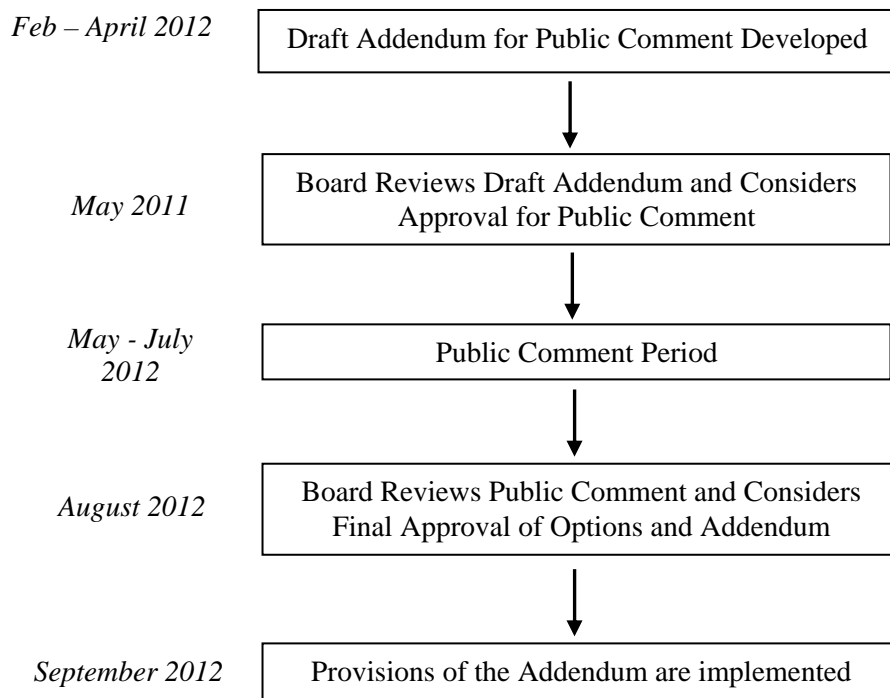 Feb – April 2012
Draft Addendum for Public Comment Developed
May 2011
Board Reviews Draft Addendum and Considers
Approval for Public Comment
May - July
2012
Public Comment Period
August 2012
Board Reviews Public Comment and Considers
Final Approval of Options and Addendum
September 2012
Provisions of the Addendum are implemented